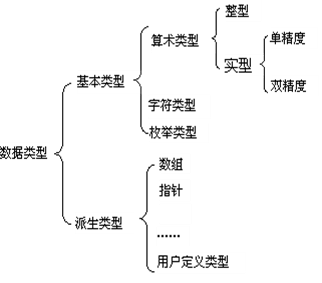 整型
算术类型
单精度
实型
基本类型
双精度
字符类型
枚举类型
数据类型
数组
指针
派生类型
……
用户定义类型